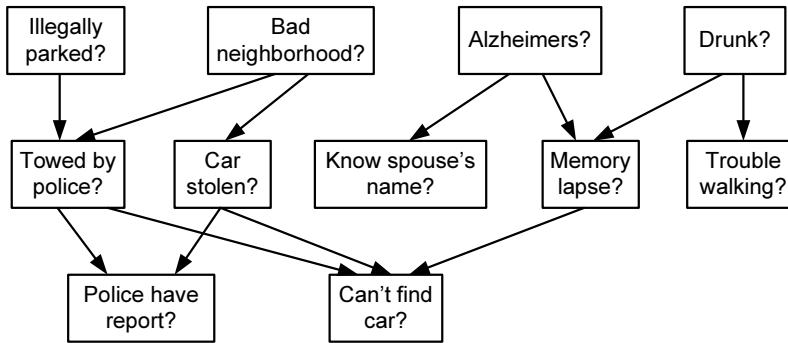 Illegally
parked?
Bad
neighborhood?
Alzheimers?
Drunk?
Towed by
police?
Car
stolen?
Know spouse's
name?
Memory
lapse?
Trouble
walking?
Police have
report?
Can't find
car?